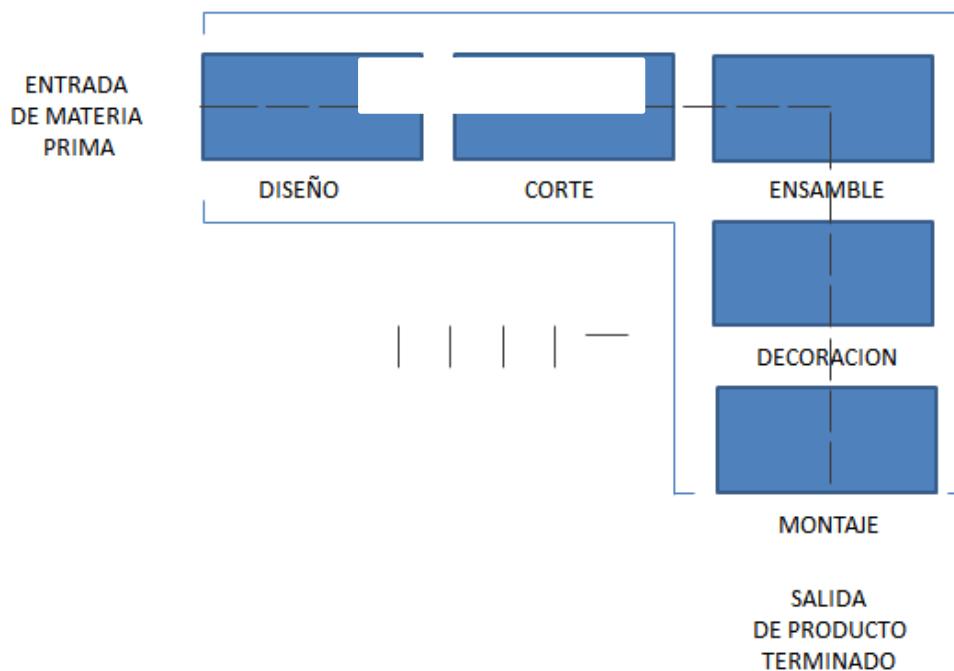 ENTRADA
DE MATERIA
PRIMA
DISEÑO
CORTE
ENSAMBLE
DECORACION
MONTAJE
SALIDA
DE PRODUCTO
TERMINADO